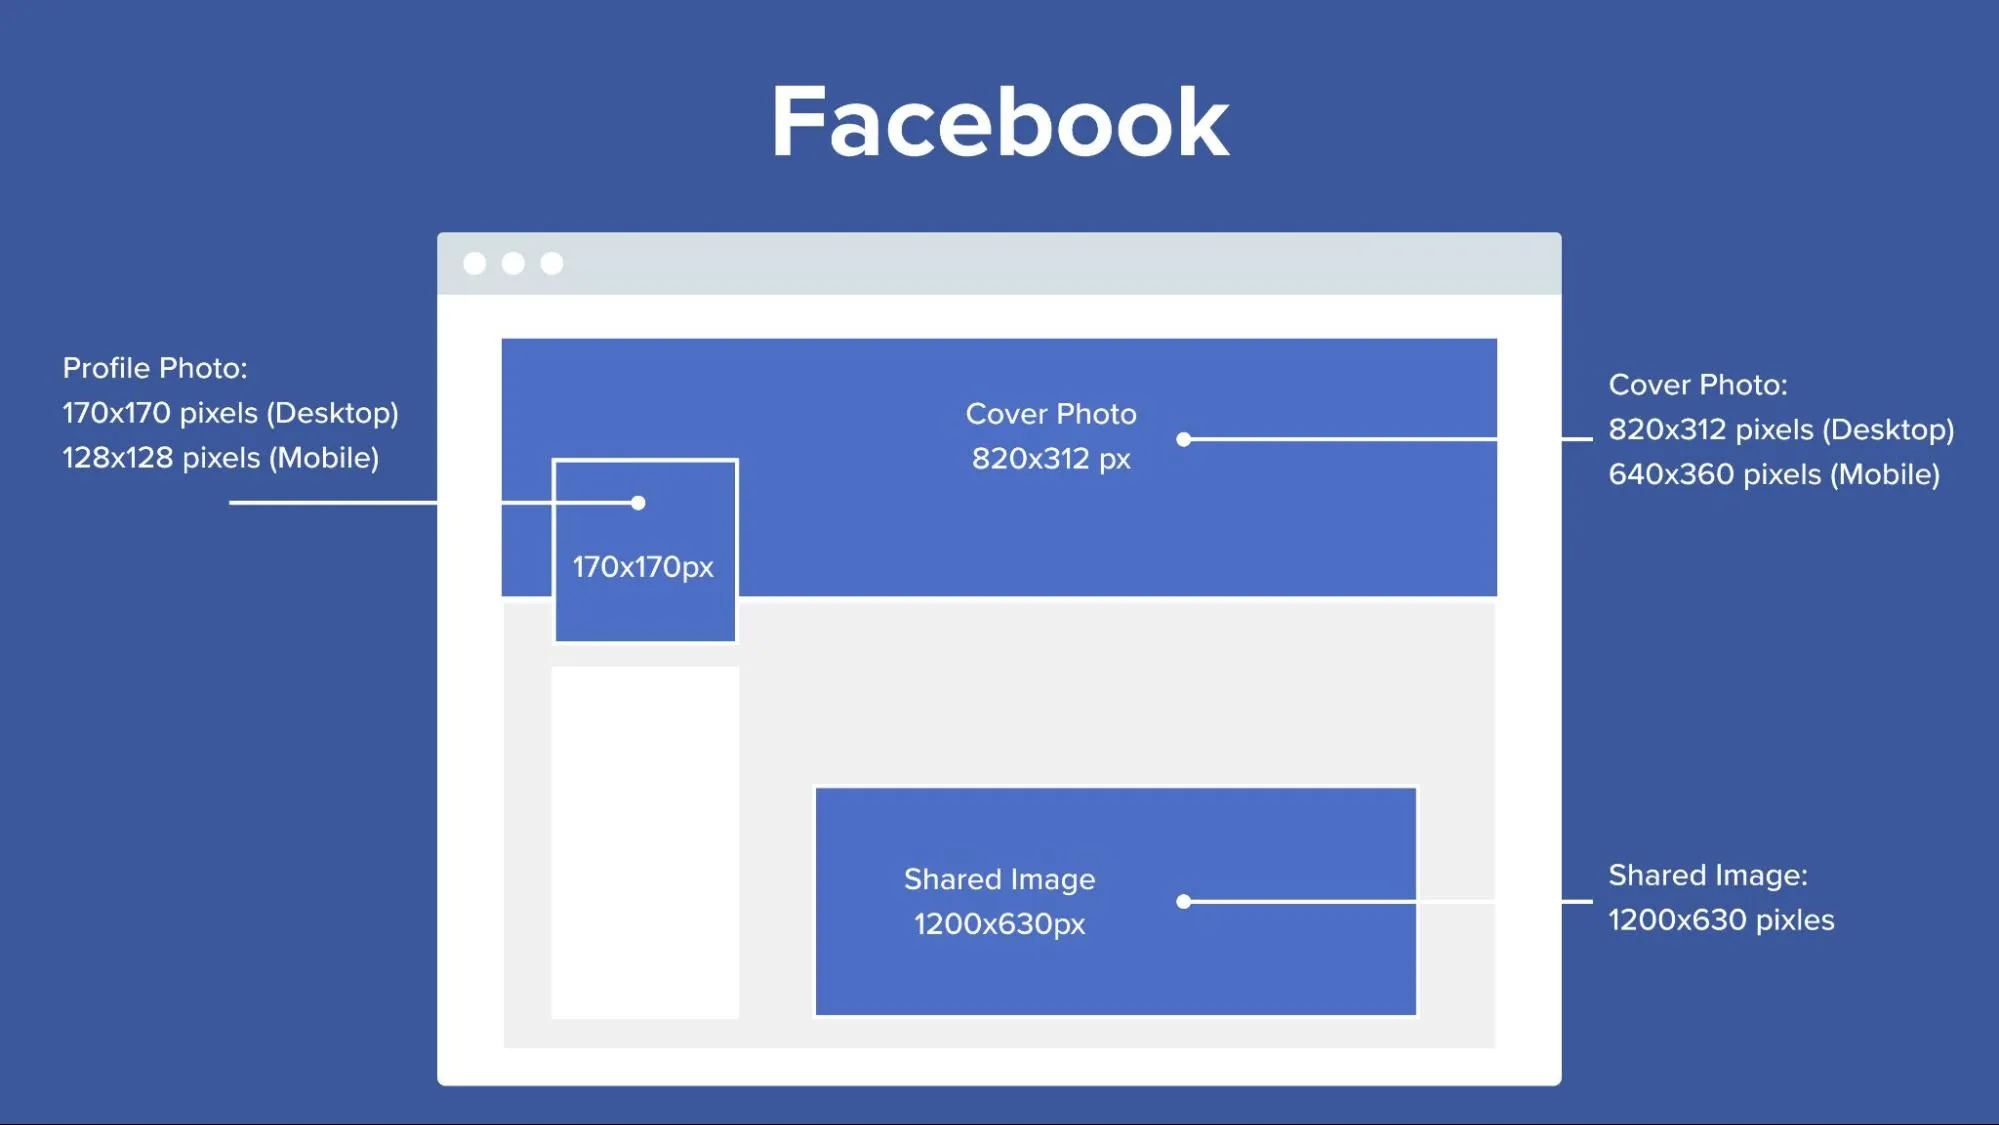 Facebook
Profile Photo:
170x170 pixels (Desktop)
128x128 pixels (Mobile)
Cover Photo
820x312 px
Cover Photo:
820x312 pixels (Desktop)
640x360 pixels (Mobile)
170x170px
Shared Image
1200x630px
Shared Image:
1200x630 pixles